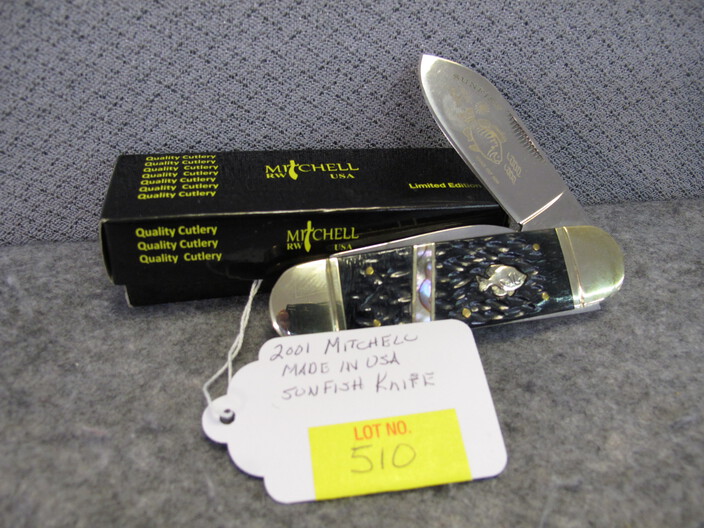 Quality Cutlery
Quality Cutlery
Quality Cutlery
Quality Cutlery
Quality Cutlery
Quality Cutlery
MITCHELL
RW USA
Limited Edition
Quality Cutlery
Quality Cutlery
Quality Cutlery
MITCHELL
RW USA
2001 MITCHELL
MADE IN USA
SUNFISH KNIFE
LOT NO.
510